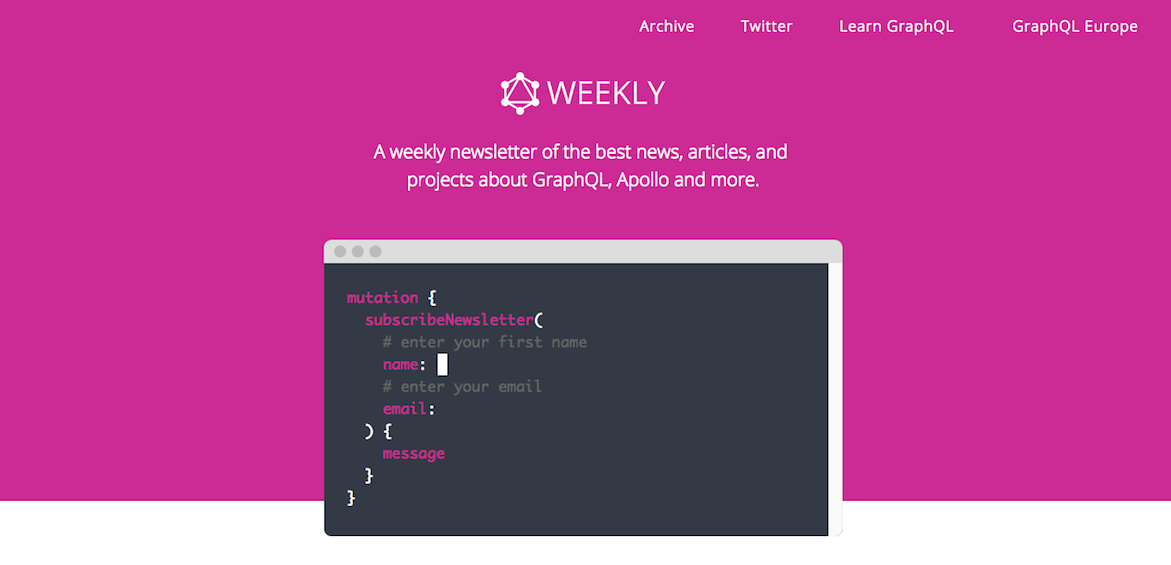 Archive Twitter Learn GraphQL GraphQL Europe
WEEKLY
A weekly newsletter of the best news, articles, and
projects about GraphQL, Apollo and more.
mutation {
  subscribeNewsletter(
    # enter your first name
    name:
    # enter your email
    email:
  ) {
    message
  }
}